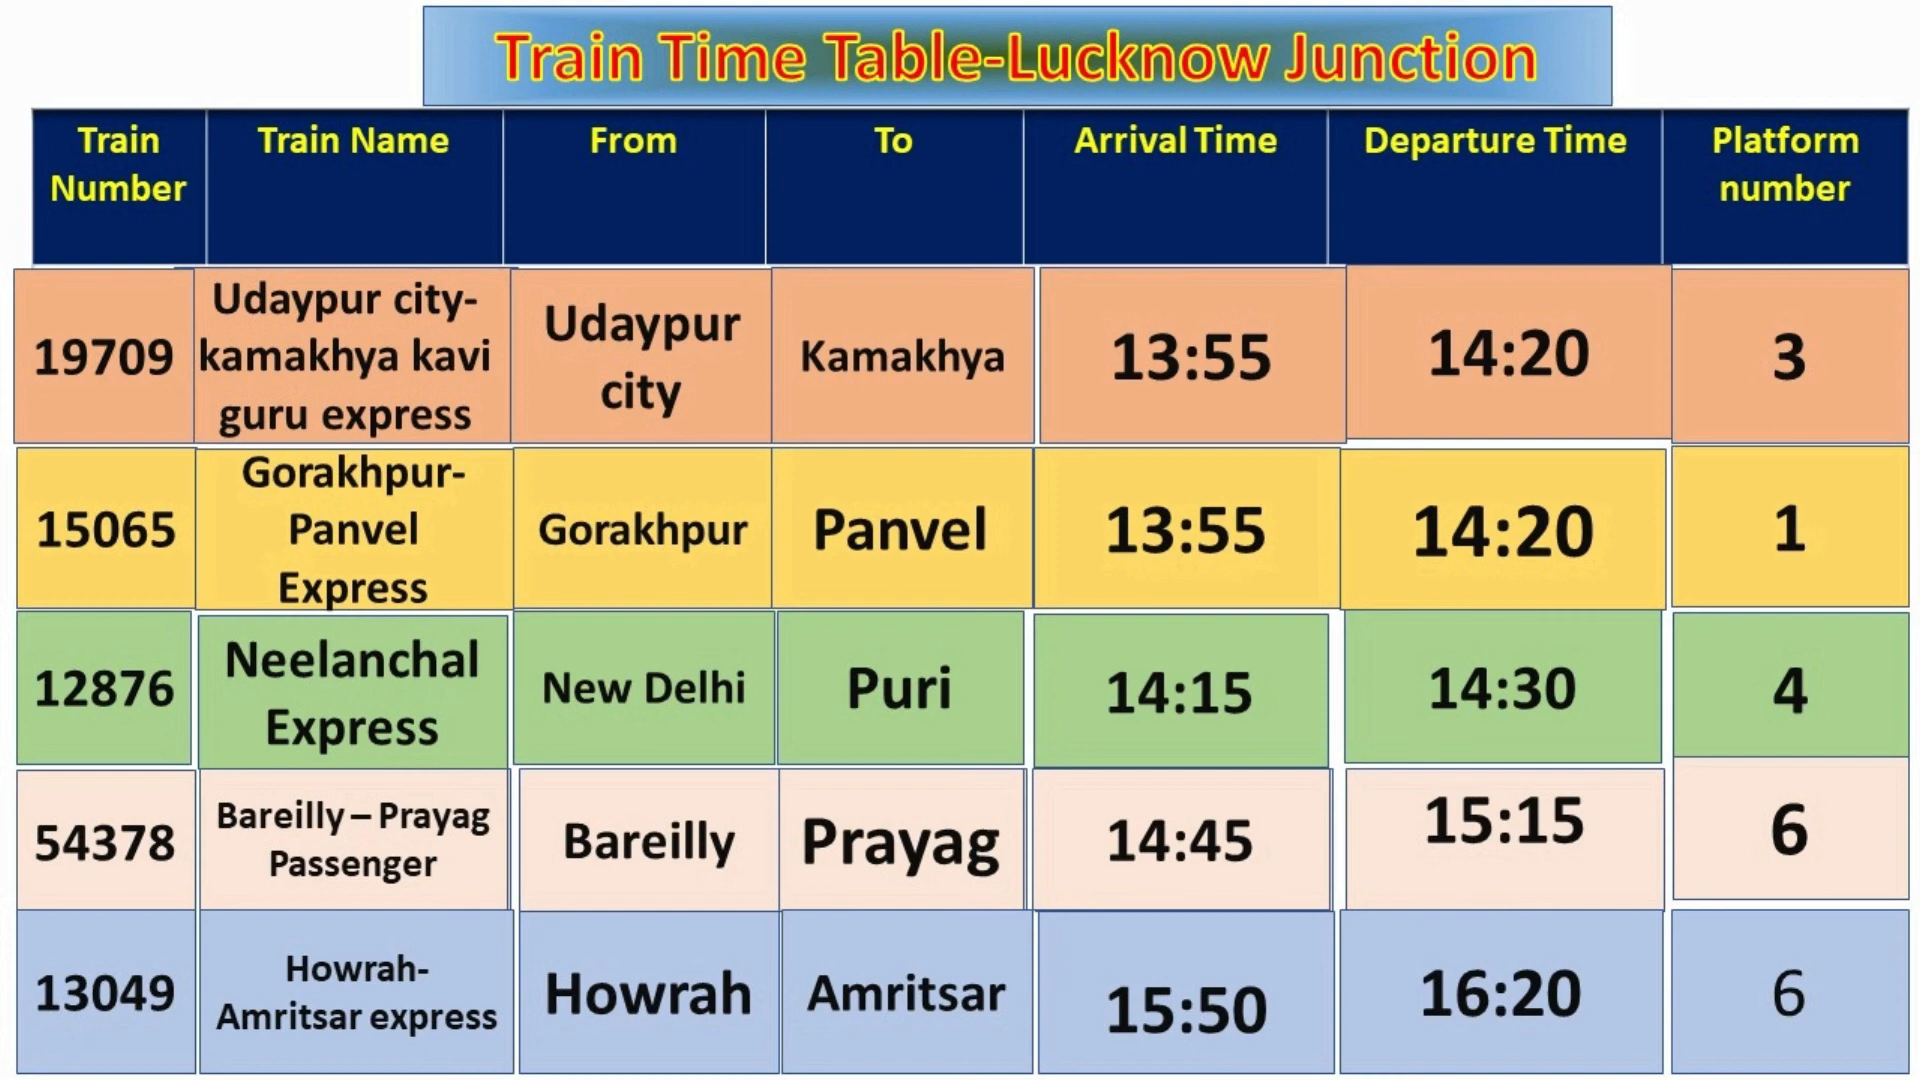 Train Time Table-Lucknow Junction
Train Number
Train Name
From
To
Arrival Time
Departure Time
Platform number
19709
Udaypur city-
kamakhya kavi
guru express
Udaypur
city
Kamakhya
13:55
14:20
3
15065
Gorakhpur-
Panvel
Express
Gorakhpur
Panvel
13:55
14:20
1
12876
Neelanchal
Express
New Delhi
Puri
14:15
14:30
4
54378
Bareilly – Prayag
Passenger
Bareilly
Prayag
14:45
15:15
6
13049
Howrah-
Amritsar express
Howrah
Amritsar
15:50
16:20
6